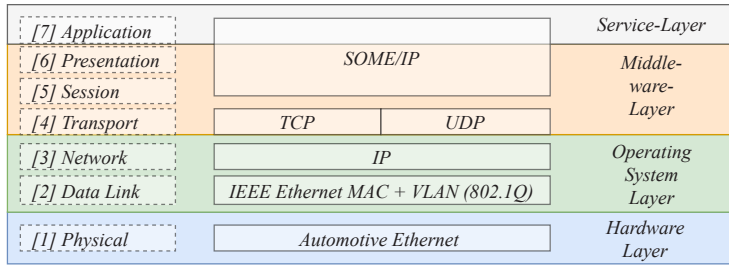 [7] Application
Service-Layer
[6] Presentation
SOME/IP
Middle-
ware-
Layer
[5] Session
[4] Transport
TCP
UDP
[3] Network
IP
Operating
System
Layer
[2] Data Link
IEEE Ethernet MAC + VLAN (802.1Q)
[1] Physical
Automotive Ethernet
Hardware
Layer